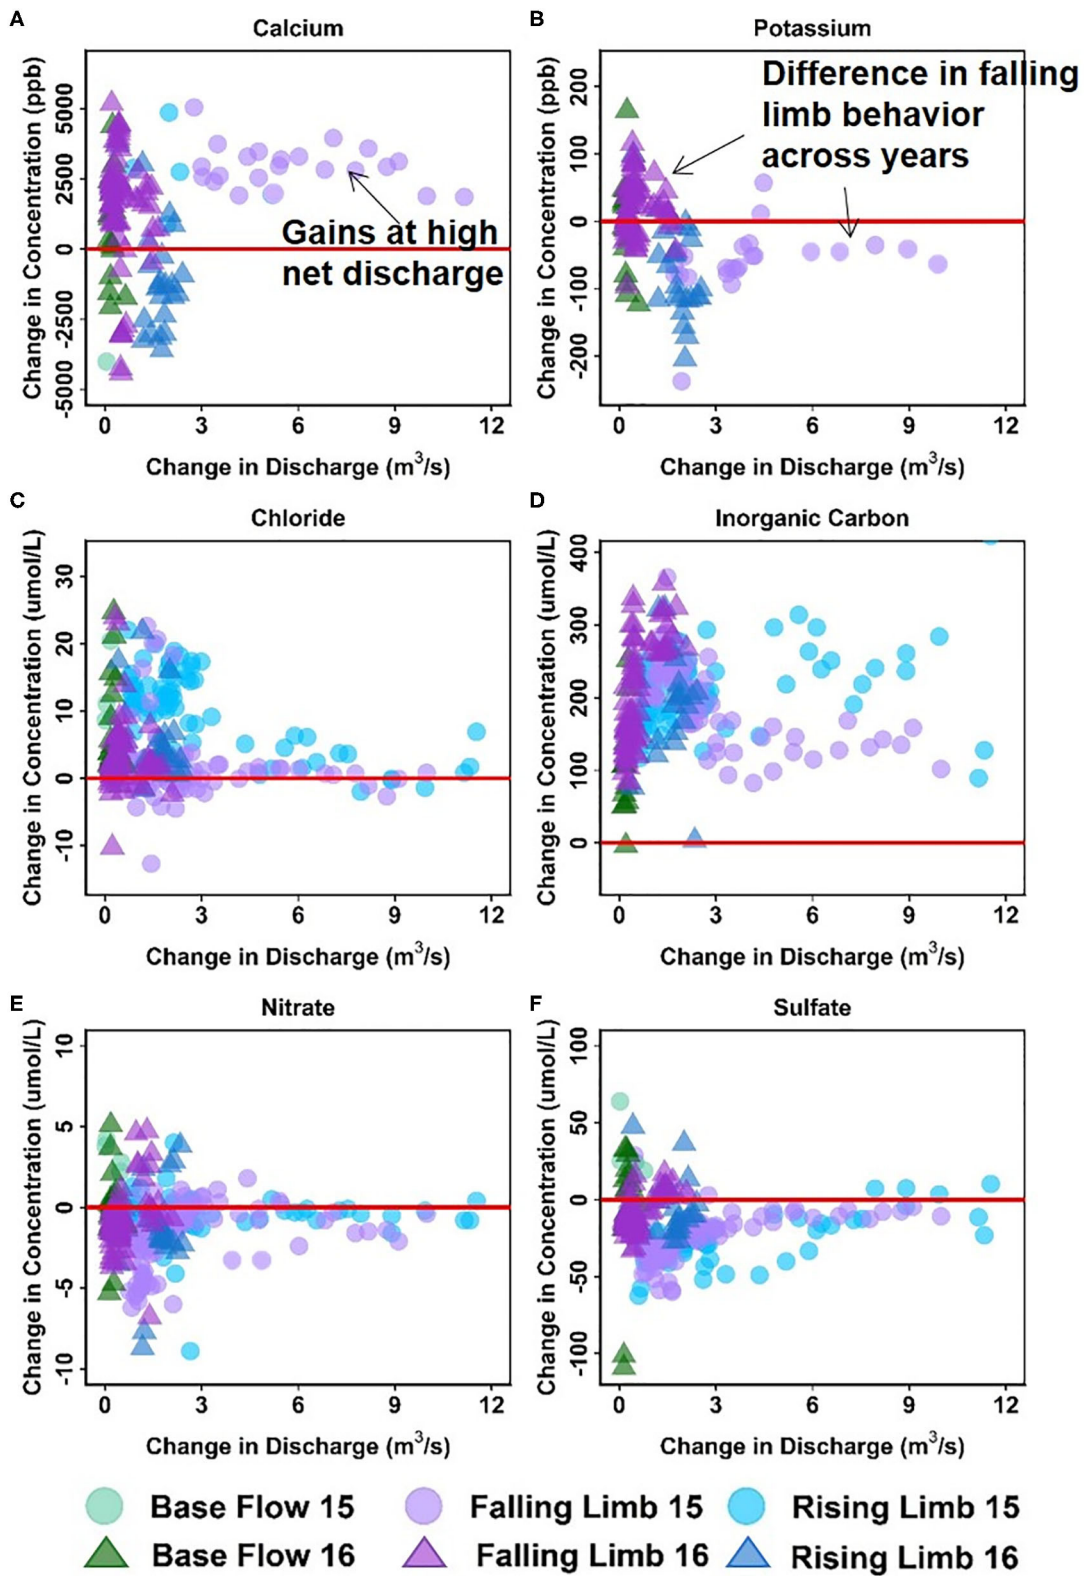 A
Calcium
Change in Concentration (ppb)
5000
2500
0
-2500
-5000
Gains at high
net discharge
0 3 6 9 12
Change in Discharge (m³/s)
B
Potassium
Change in Concentration (ppb)
200
100
0
-100
-200
Difference in falling
limb behavior
across years
0 3 6 9 12
Change in Discharge (m³/s)
C
Chloride
Change in Concentration (umol/L)
30
20
10
0
-10
0 3 6 9 12
Change in Discharge (m³/s)
D
Inorganic Carbon
Change in Concentration (umol/L)
400
300
200
100
0
0 3 6 9 12
Change in Discharge (m³/s)
E
Nitrate
Change in Concentration (umol/L)
10
5
0
-5
-10
0 3 6 9 12
Change in Discharge (m³/s)
F
Sulfate
Change in Concentration (umol/L)
100
50
0
-50
-100
0 3 6 9 12
Change in Discharge (m³/s)
Base Flow 15 Falling Limb 15 Rising Limb 15
Base Flow 16 Falling Limb 16 Rising Limb 16